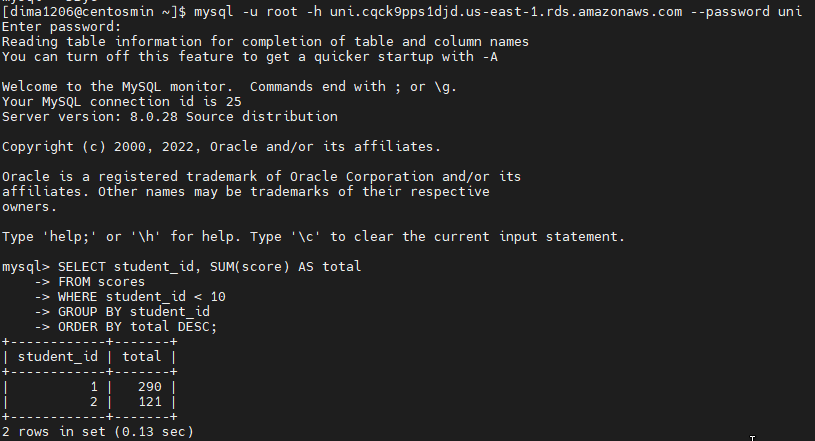 [dima1206@centosmin ~]$ mysql -u root -h uni.cqck9pps1djd.us-east-1.rds.amazonaws.com --password uni
Enter password:
Reading table information for completion of table and column names
You can turn off this feature to get a quicker startup with -A

Welcome to the MySQL monitor.  Commands end with ; or \g.
Your MySQL connection id is 25
Server version: 8.0.28 Source distribution

Copyright (c) 2000, 2022, Oracle and/or its affiliates.

Oracle is a registered trademark of Oracle Corporation and/or its
affiliates. Other names may be trademarks of their respective
owners.

Type 'help;' or '\h' for help. Type '\c' to clear the current input statement.

mysql> SELECT student_id, SUM(score) AS total
    -> FROM scores
    -> WHERE student_id < 10
    -> GROUP BY student_id
    -> ORDER BY total DESC;
+------------+-------+
| student_id | total |
+------------+-------+
|          1 |   290 |
|          2 |   121 |
+------------+-------+
2 rows in set (0.13 sec)